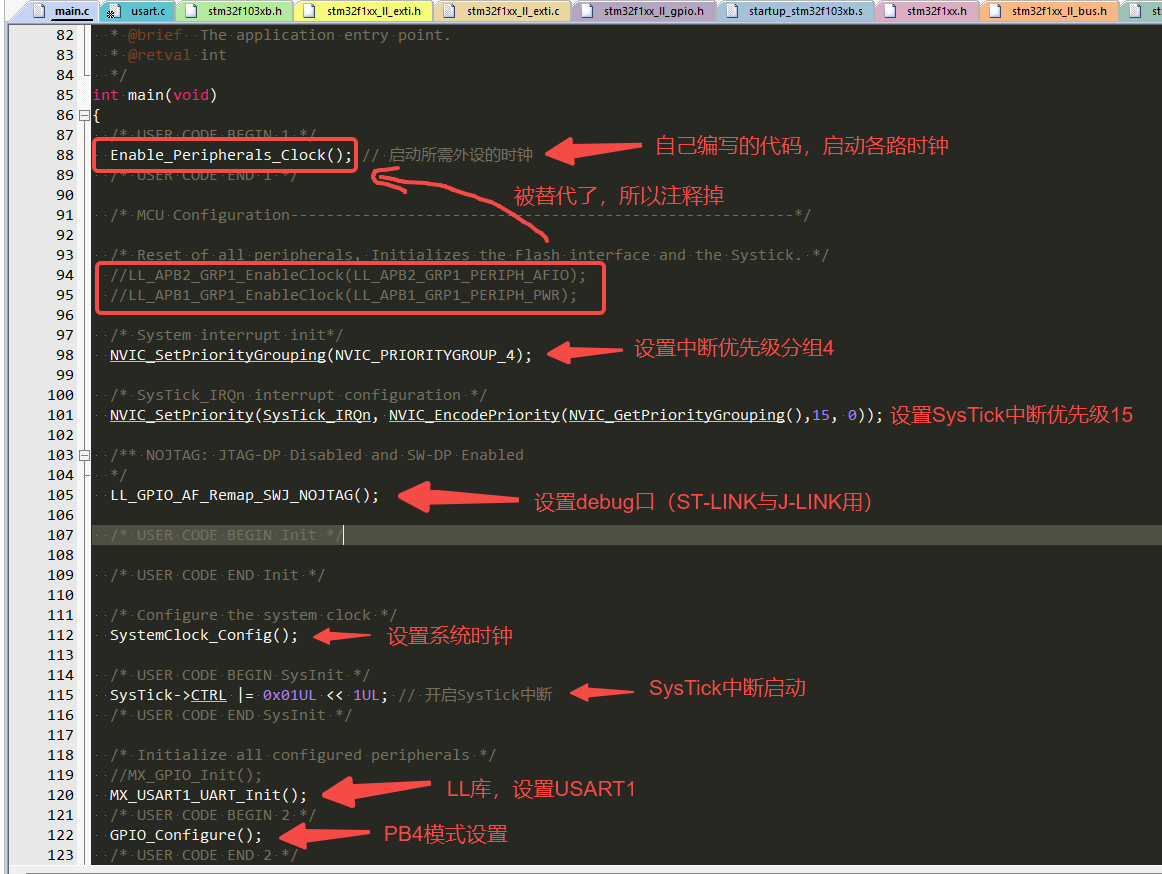 main.c usart.c stm32f103xb.h stm32f1xx_ll_exti.h stm32f1xx_ll_exti.c stm32f1xx_ll_gpio.h startup_stm32f103xb.s stm32f1xx.h stm32f1xx_ll_bus.h st
82 * @brief The application entry point.
83 * @retval int
84 */
85 int main(void)
86 {
87 /* USER CODE BEGIN 1 */
88 Enable_Peripherals_Clock(); // 启动所需外设的时钟 自己编写的代码，启动各路时钟
89 /* USER CODE END 1 */
90 被替代了，所以注释掉
91 /* MCU Configuration--------------------------------------------------------*/
92
93 /* Reset of all peripherals, Initializes the Flash interface and the Systick. */
94 //LL_APB2_GRP1_EnableClock(LL_APB2_GRP1_PERIPH_AFIO);
95 //LL_APB1_GRP1_EnableClock(LL_APB1_GRP1_PERIPH_PWR);
96
97 /* System interrupt init*/
98 NVIC_SetPriorityGrouping(NVIC_PRIORITYGROUP_4); 设置中断优先级分组4
99
100 /* SysTick_IRQn interrupt configuration */
101 NVIC_SetPriority(SysTick_IRQn, NVIC_EncodePriority(NVIC_GetPriorityGrouping(),15, 0)); 设置SysTick中断优先级15
102
103 /** NOJTAG: JTAG-DP Disabled and SW-DP Enabled
104 */
105 LL_GPIO_AF_Remap_SWJ_NOJTAG(); 设置debug口（ST-LINK与J-LINK用）
106
107 /* USER CODE BEGIN Init */
108
109 /* USER CODE END Init */
110
111 /* Configure the system clock */
112 SystemClock_Config(); 设置系统时钟
113
114 /* USER CODE BEGIN SysInit */
115 SysTick->CTRL |= 0x01UL << 1UL; // 开启SysTick中断 SysTick中断启动
116 /* USER CODE END SysInit */
117
118 /* Initialize all configured peripherals */
119 //MX_GPIO_Init();
120 MX_USART1_UART_Init(); LL库，设置USART1
121 /* USER CODE BEGIN 2 */
122 GPIO_Configure(); PB4模式设置
123 /* USER CODE END 2 */